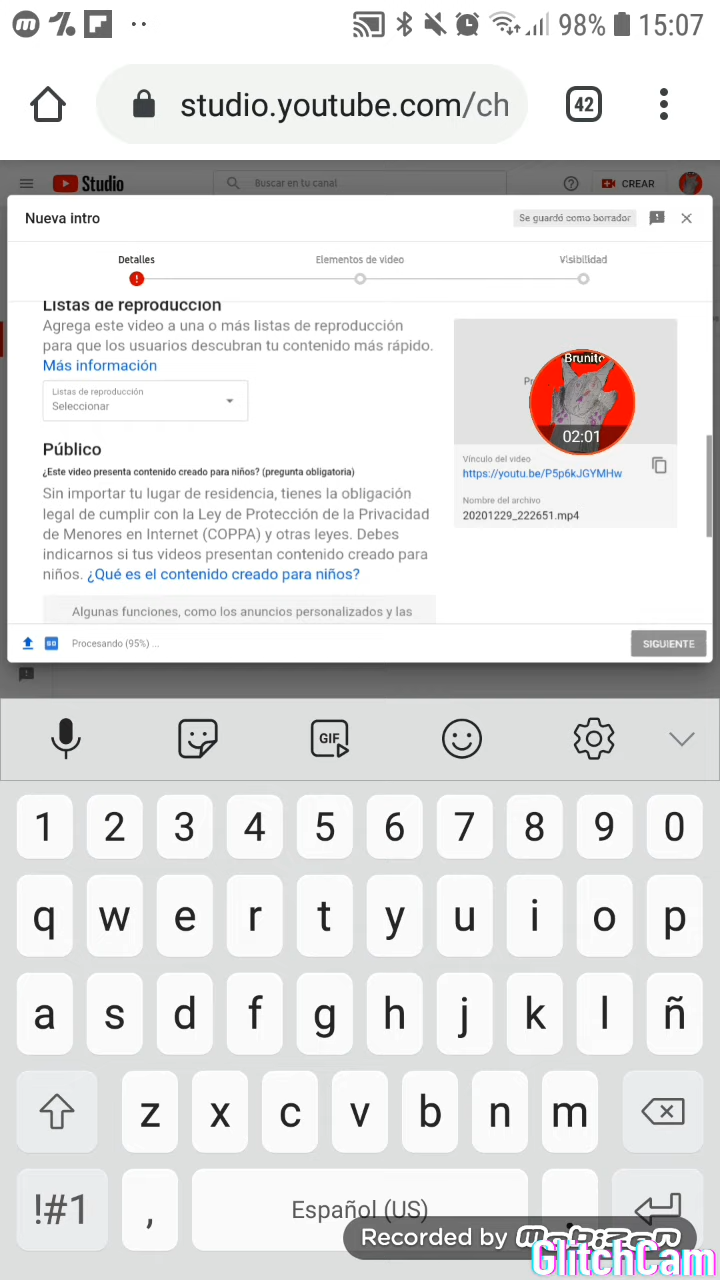 98% 15:07
studio.youtube.com/ch
42
Studio
Buscar en tu canal
CREAR
Nueva intro
Se guardó como borrador
Detalles
Elementos de video
Visibilidad
Listas de reproducción
Agrega este video a una o más listas de reproducción
para que los usuarios descubran tu contenido más rápido.
Más información
Listas de reproducción
Seleccionar
Público
¿Este video presenta contenido creado para niños? (pregunta obligatoria)
Sin importar tu lugar de residencia, tienes la obligación
legal de cumplir con la Ley de Protección de la Privacidad
de Menores en Internet (COPPA) y otras leyes. Debes
indicarnos si tus videos presentan contenido creado para
niños. ¿Qué es el contenido creado para niños?
Algunas funciones, como los anuncios personalizados y las
Brunito
02:01
Vínculo del video
https://youtu.be/P5p6kJGYMHw
Nombre del archivo
20201229_222651.mp4
SD
Procesando (95%) ...
SIGUIENTE
GIF
1 2 3 4 5 6 7 8 9 0
q w e r t y u i o p
a s d f g h j k l ñ
z x c v b n m
!#1 , Español (US) .
Recorded by Mobizen
GlitchCam